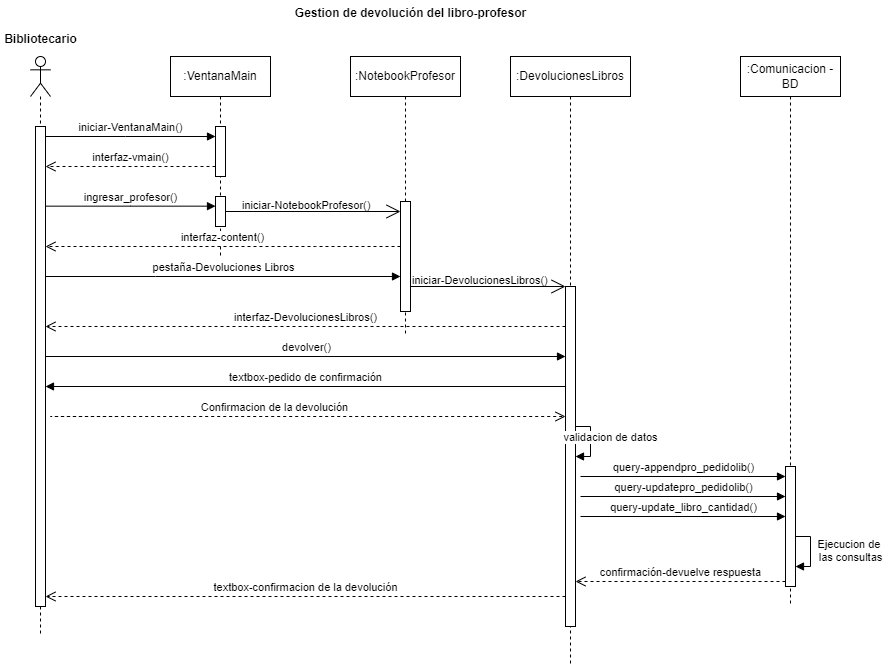 Gestion de devolución del libro-profesor
Bibliotecario
:VentanaMain
:NotebookProfesor
:DevolucionesLibros
:Comunicacion -
BD
iniciar-VentanaMain()
interfaz-vmain()
ingresar_profesor()
iniciar-NotebookProfesor()
interfaz-content()
pestaña-Devoluciones Libros
iniciar-DevolucionesLibros()
interfaz-DevolucionesLibros()
devolver()
textbox-pedido de confirmación
Confirmacion de la devolución
validacion de datos
query-appendpro_pedidolib()
query-updatepro_pedidolib()
query-update_libro_cantidad()
Ejecucion de
las consultas
confirmación-devuelve respuesta
textbox-confirmacion de la devolución